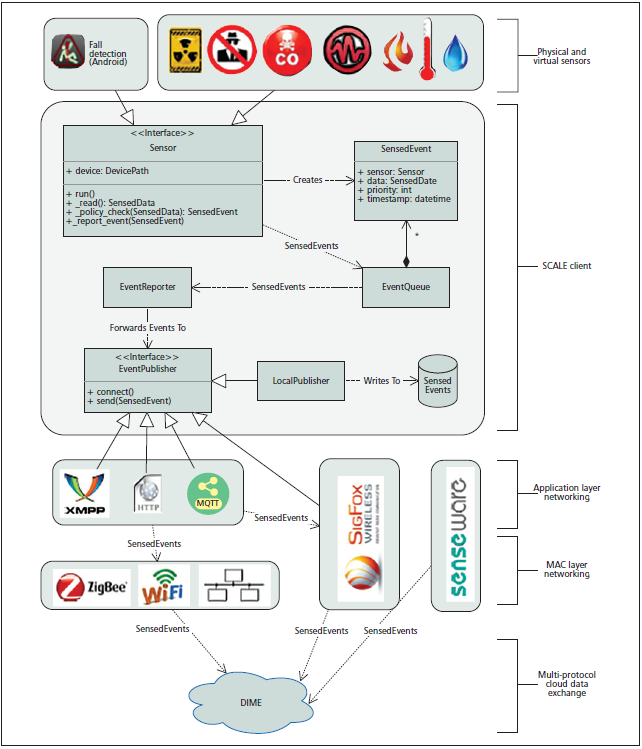 Fall
detection
(Android)
CO
Physical and
virtual sensors
<<Interface>>
Sensor
+ device: DevicePath
+ run()
+ _read(): SensedData
+ _policy_check(SensedData): SensedEvent
+ _report_event(SensedEvent)
Creates
SensedEvent
+ sensor: Sensor
+ data: SensedDate
+ priority: int
+ timestamp: datetime
*
SensedEvents
EventReporter
SensedEvents
EventQueue
SCALE client
Forwards Events To
<<Interface>>
EventPublisher
+ connect()
+ send(SensedEvent)
LocalPublisher
Writes To
Sensed
Events
XMPP
HTTP
MQTT
SensedEvents
SIGFOX
WIRELESS
senseware
Application layer
networking
SensedEvents
ZigBee
WiFi
MAC layer
networking
SensedEvents
SensedEvents
SensedEvents
DIME
Multi-protocol
cloud data
exchange